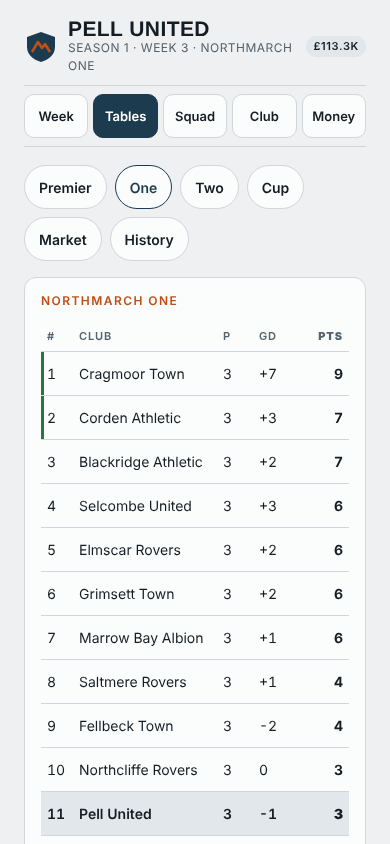 PELL UNITED
SEASON 1 · WEEK 3 · NORTHMARCH
ONE
£113.3K
Week Tables Squad Club Money
Premier One Two Cup
Market History
NORTHMARCH ONE
# CLUB P GD PTS
1 Cragmoor Town 3 +7 9
2 Corden Athletic 3 +3 7
3 Blackridge Athletic 3 +2 7
4 Selcombe United 3 +3 6
5 Elmscar Rovers 3 +2 6
6 Grimsett Town 3 +2 6
7 Marrow Bay Albion 3 +1 6
8 Saltmere Rovers 3 +1 4
9 Fellbeck Town 3 -2 4
10 Northcliffe Rovers 3 0 3
11 Pell United 3 -1 3